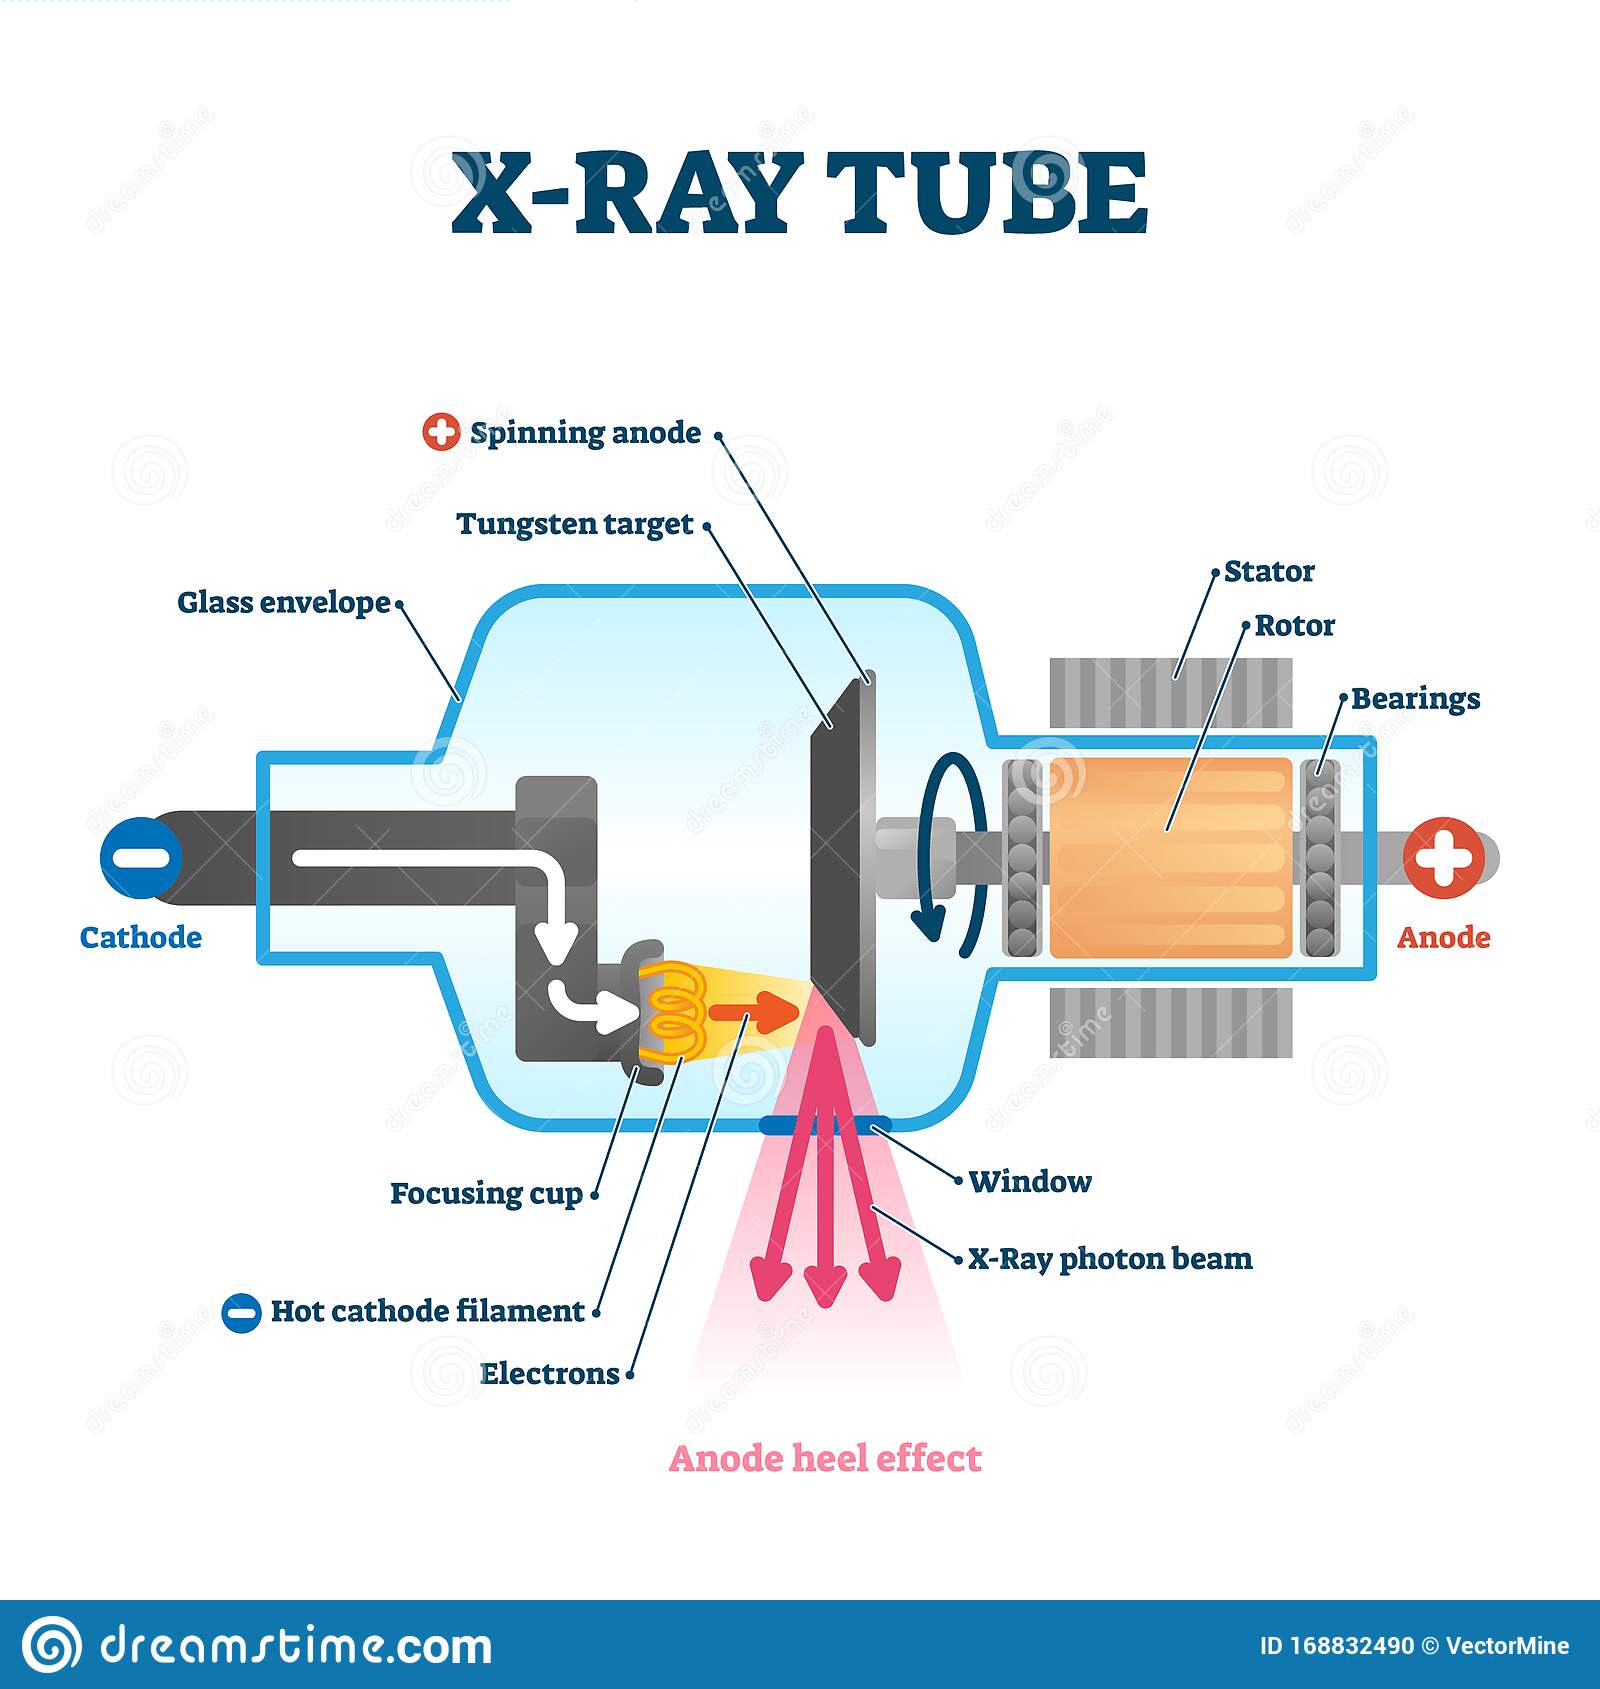 X-RAY TUBE
Spinning anode
Tungsten target
Glass envelope
Stator
Rotor
Bearings
Cathode
Anode
Focusing cup
Window
X-Ray photon beam
Hot cathode filament
Electrons
Anode heel effect
dreamstime.com
ID 168832490 © VectorMine